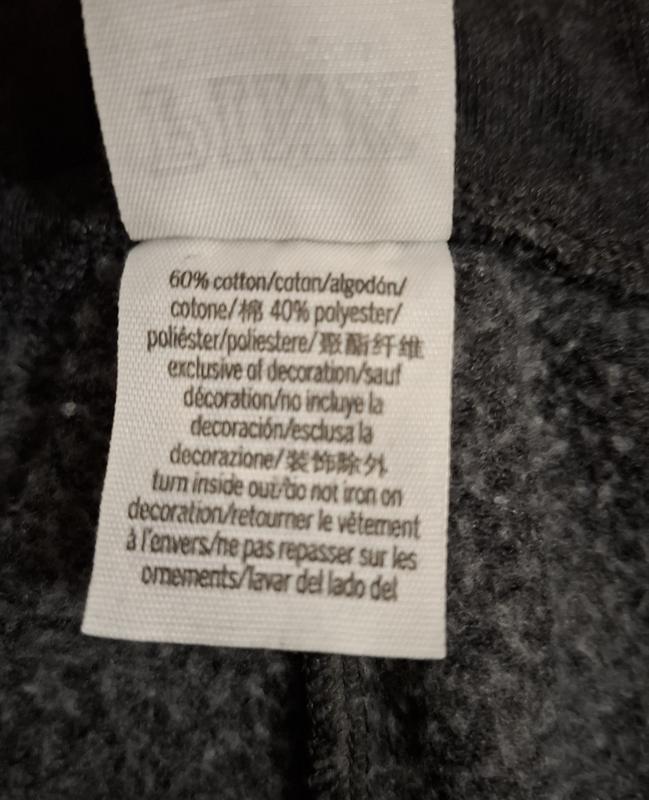 60% cotton/coton/algodón/
cotone/棉 40% polyester/
poliéster/poliestere/聚酯纤维
exclusive of decoration/sauf
décoration/no incluye la
decoración/esclusa la
decorazione/装饰除外
turn inside out/do not iron on
decoration/retourner le vêtement
à l'envers/ne pas repasser sur les
ornements/lavar del lado del